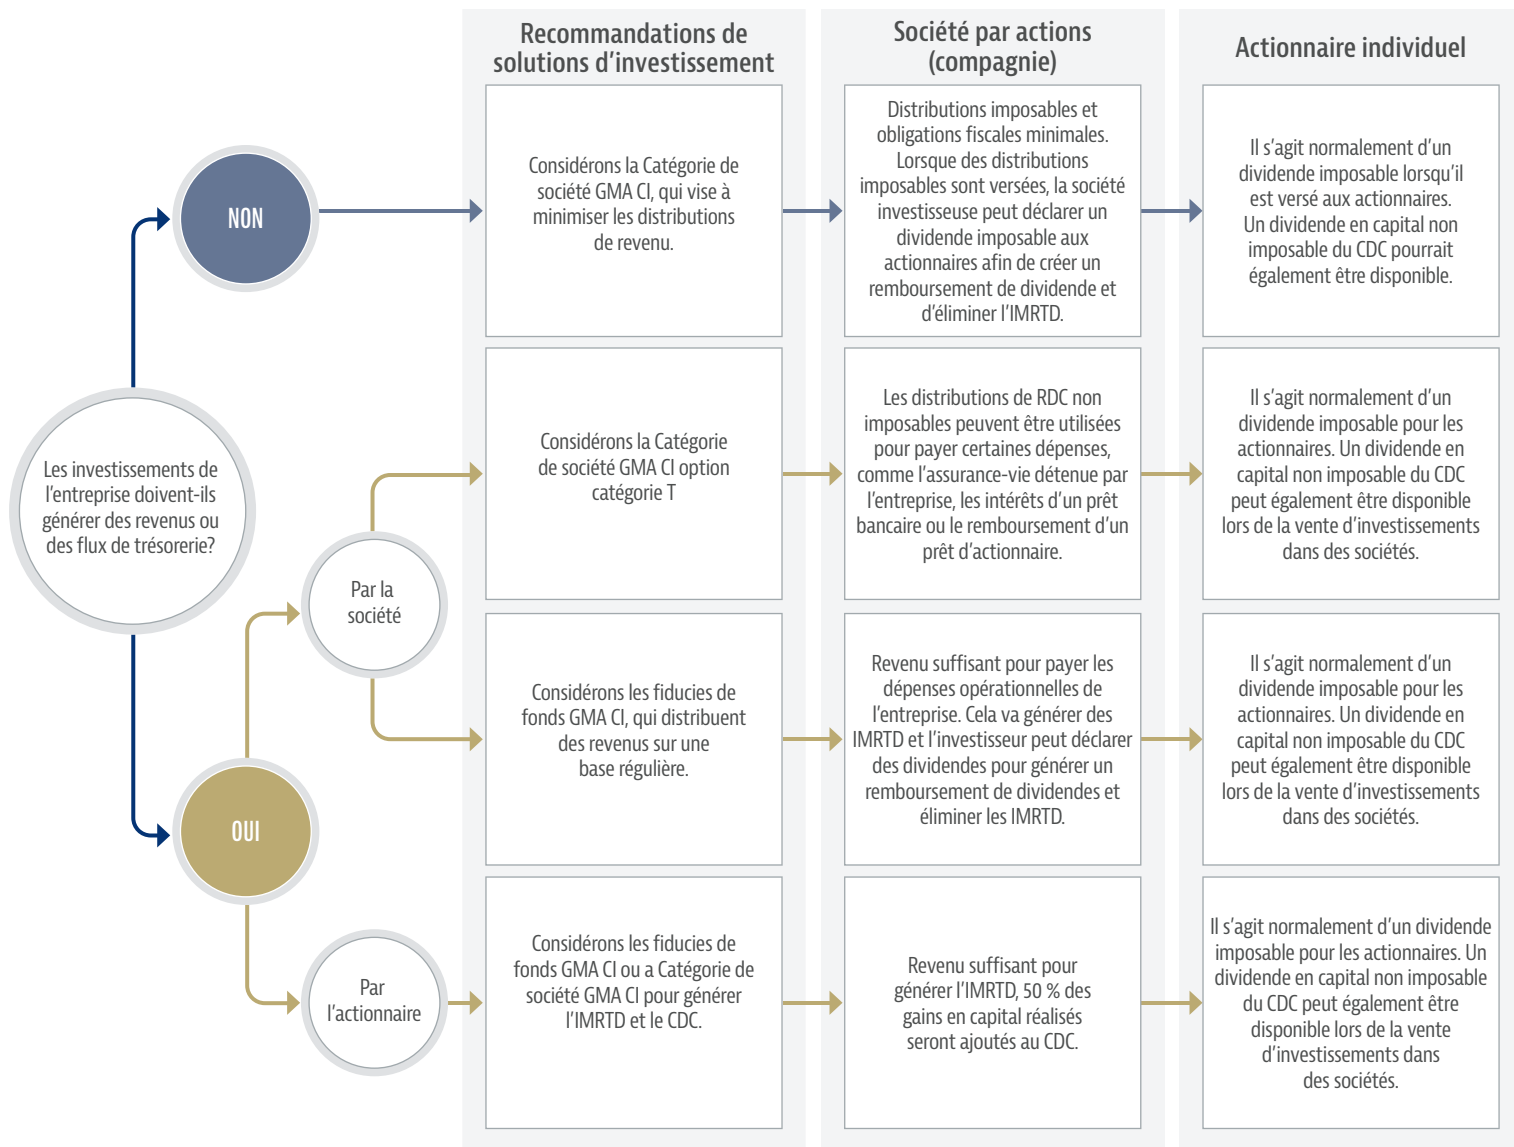 Recommandations de
solutions d'investissement
Société par actions
(compagnie)
Actionnaire individuel
Les investissements de
l'entreprise doivent-ils
générer des revenus ou
des flux de trésorerie?
NON
Considérons la Catégorie de
société GMA CI, qui vise à
minimiser les distributions
de revenu.
Distributions imposables et
obligations fiscales minimales.
Lorsque des distributions
imposables sont versées, la société
investisseuse peut déclarer un
dividende imposable aux
actionnaires afin de créer un
remboursement de dividende et
d'éliminer l'IMRTD.
Il s'agit normalement d'un
dividende imposable lorsqu'il
est versé aux actionnaires.
Un dividende en capital non
imposable du CDC pourrait
également être disponible.
OUI
Par la
société
Considérons la Catégorie
de société GMA CI option
catégorie T
Les distributions de RDC non
imposables peuvent être utilisées
pour payer certaines dépenses,
comme l'assurance-vie détenue par
l'entreprise, les intérêts d'un prêt
bancaire ou le remboursement d'un
prêt d'actionnaire.
Il s'agit normalement d'un
dividende imposable pour les
actionnaires. Un dividende en
capital non imposable du CDC
peut également être disponible
lors de la vente d'investissements
dans des sociétés.
Considérons les fiducies de
fonds GMA CI, qui distribuent
des revenus sur une
base régulière.
Revenu suffisant pour payer les
dépenses opérationnelles de
l'entreprise. Cela va générer des
IMRTD et l'investisseur peut déclarer
des dividendes pour générer un
remboursement de dividendes et
éliminer les IMRTD.
Il s'agit normalement d'un
dividende imposable pour les
actionnaires. Un dividende en
capital non imposable du CDC
peut également être disponible
lors de la vente d'investissements
dans des sociétés.
Par
l'actionnaire
Considérons les fiducies de
fonds GMA CI ou a Catégorie de
société GMA CI pour générer
l'IMRTD et le CDC.
Revenu suffisant pour
générer l'IMRTD, 50 % des
gains en capital réalisés
seront ajoutés au CDC.
Il s'agit normalement d'un dividende
imposable pour les actionnaires. Un
dividende en capital non imposable
du CDC peut également être
disponible lors de la vente
d'investissements dans
des sociétés.